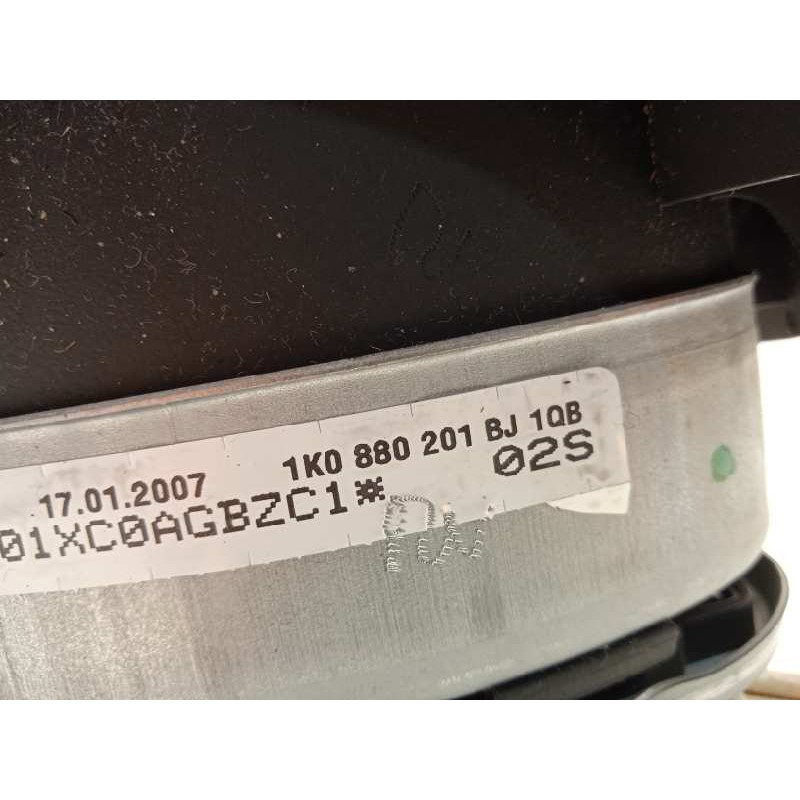 17.01.2007 1K0 880 201 BJ 1QB
01XC0AGBZC1* 02S